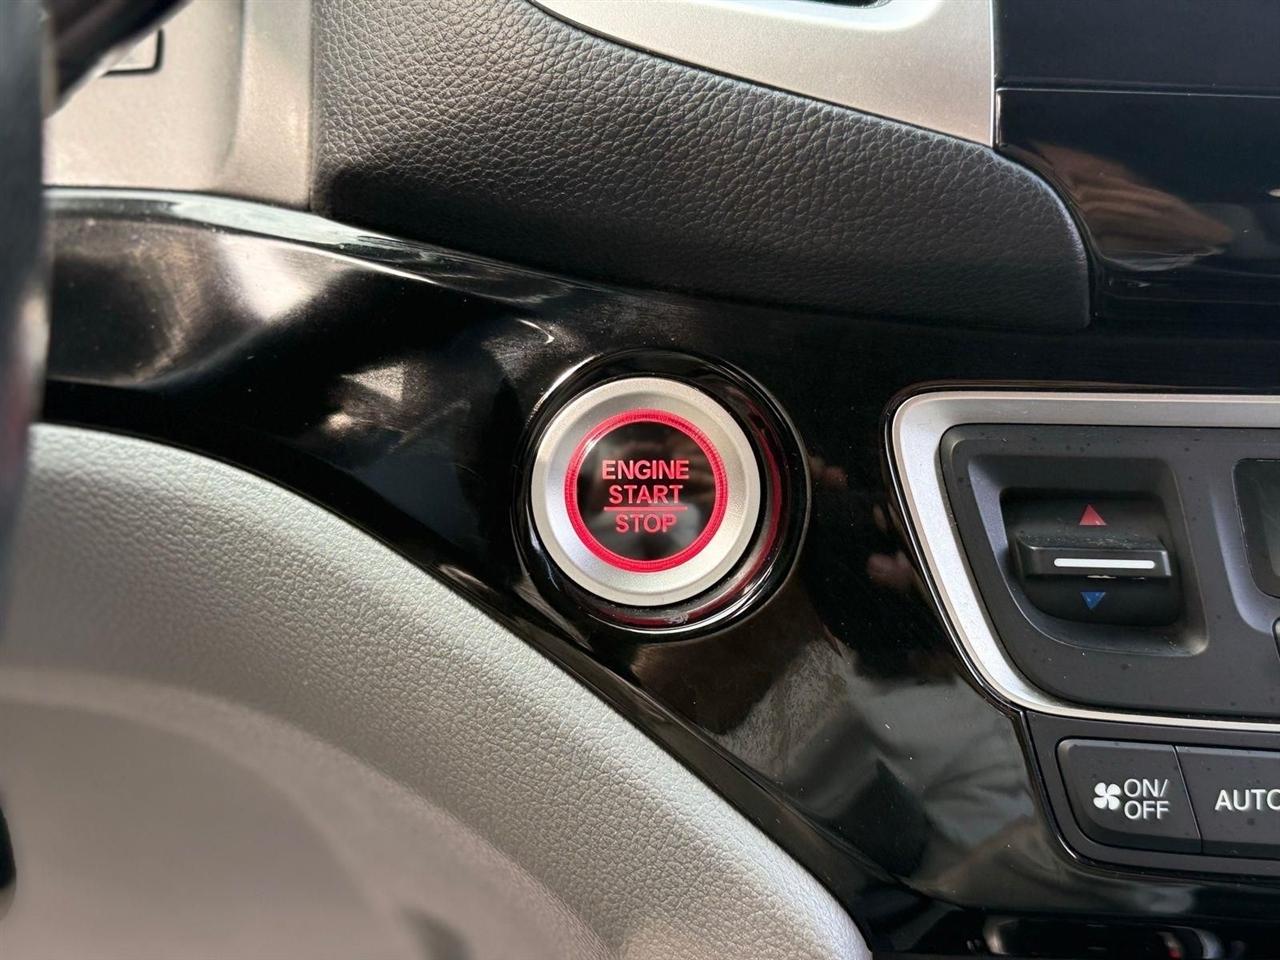 ENGINE
START
STOP
ON/
OFF
AUTO